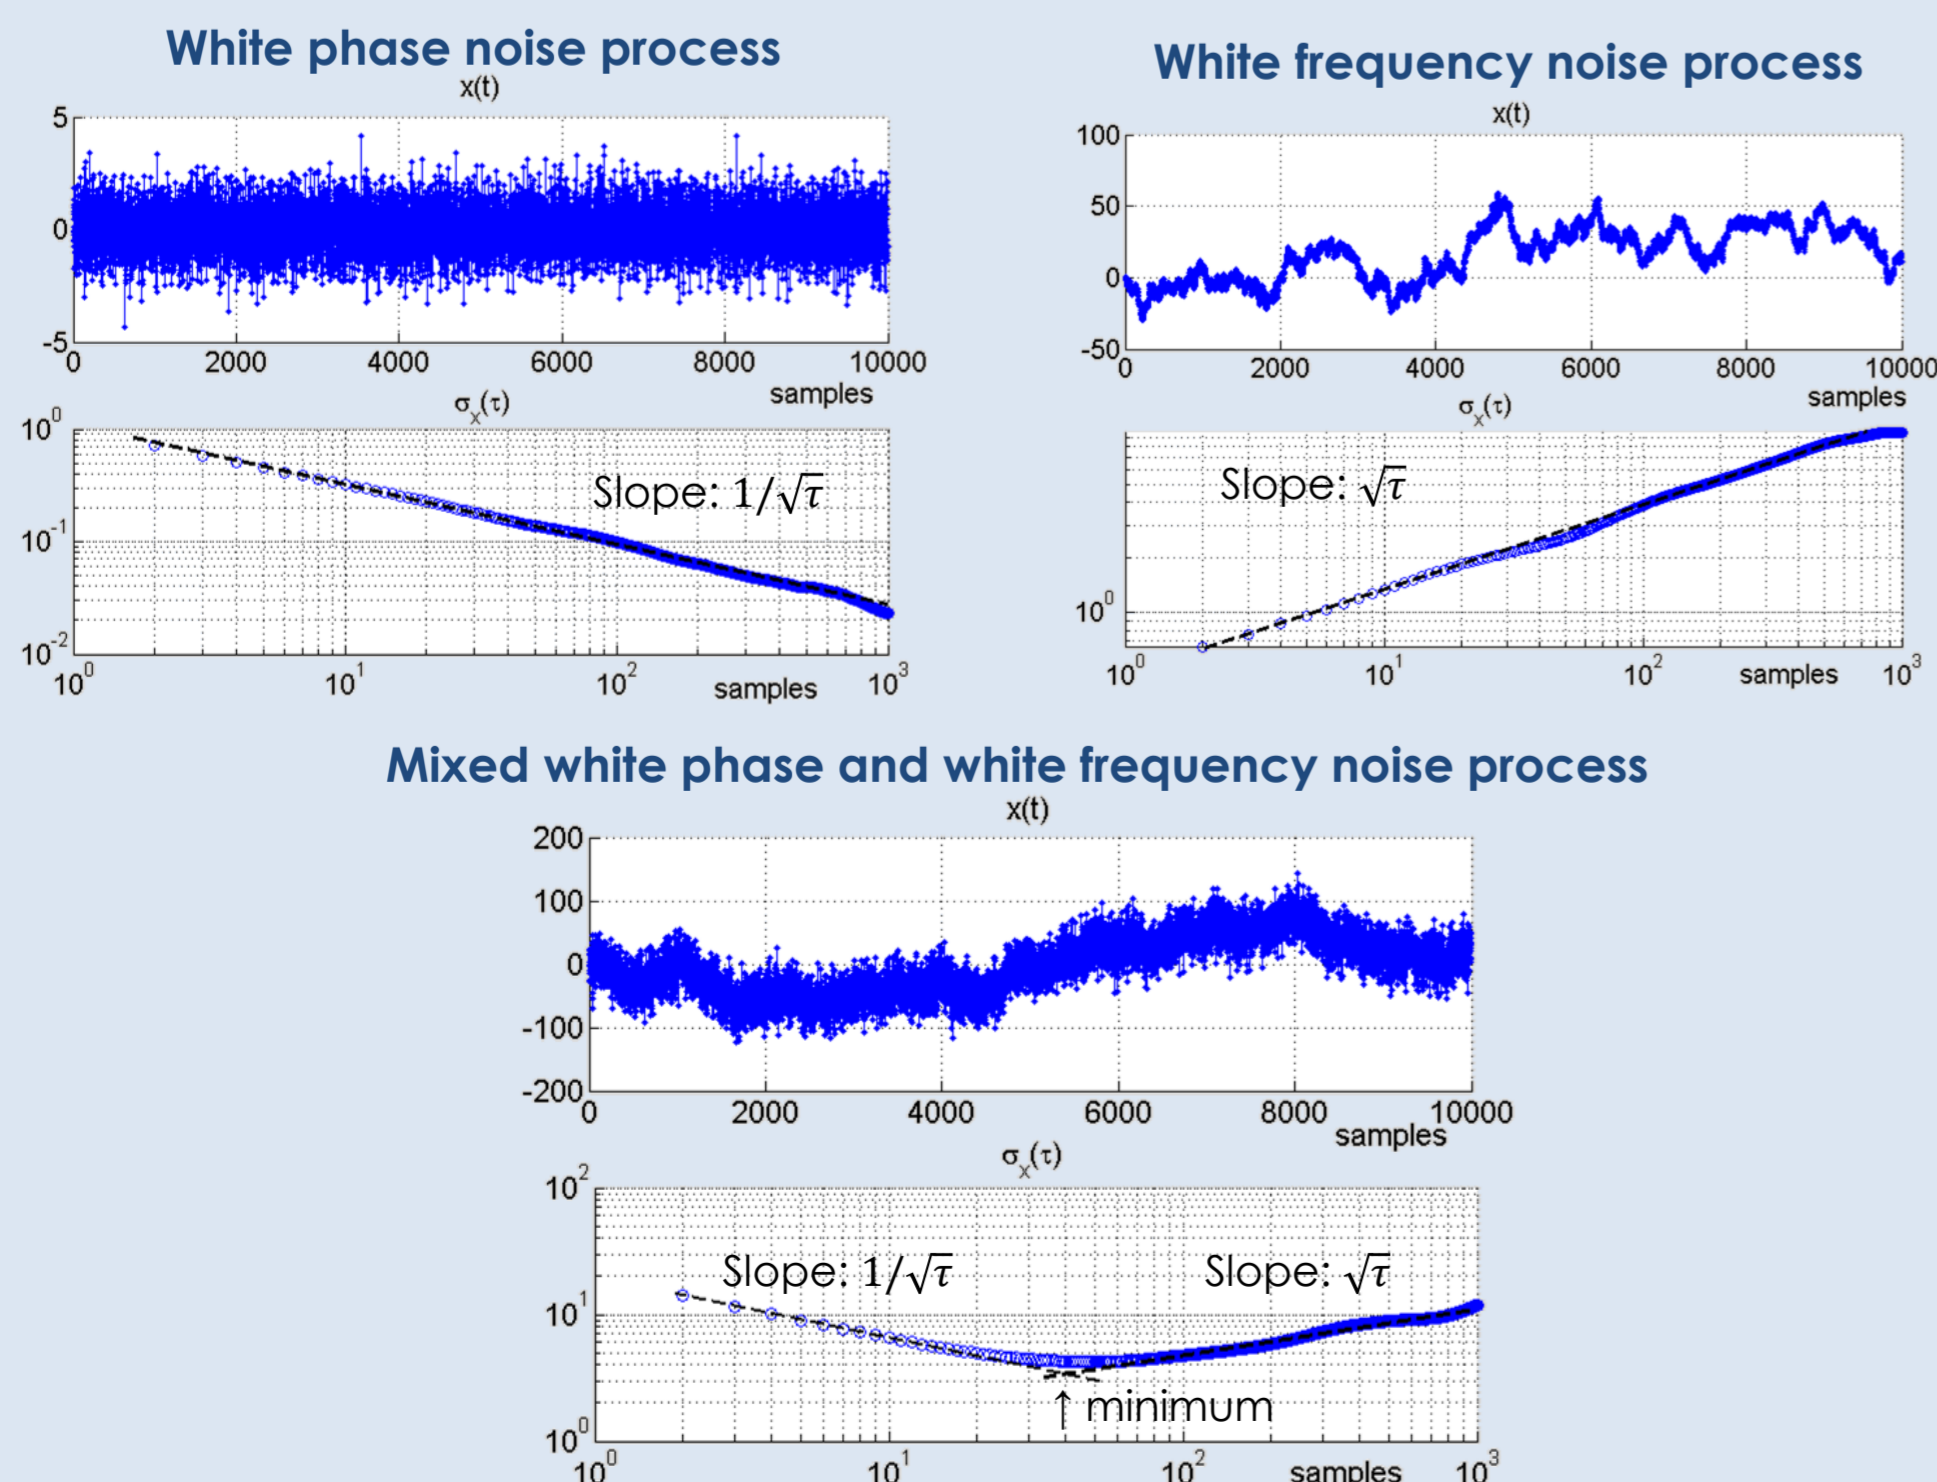 White phase noise process
x(t)
5
0
-5
0 2000 4000 6000 8000 10000
samples
σx(τ)
10^0
10^-1
10^-2
Slope: 1/√τ
10^0 10^1 10^2 samples 10^3
White frequency noise process
x(t)
100
50
0
-50
0 2000 4000 6000 8000 10000
samples
σx(τ)
Slope: √τ
10^0
10^0 10^1 10^2 samples 10^3
Mixed white phase and white frequency noise process
x(t)
200
100
0
-100
-200
0 2000 4000 6000 8000 10000
samples
σx(τ)
10^2
Slope: 1/√τ Slope: √τ
10^1
↑ minimum
10^0
10^0 10^1 10^2 samples 10^3